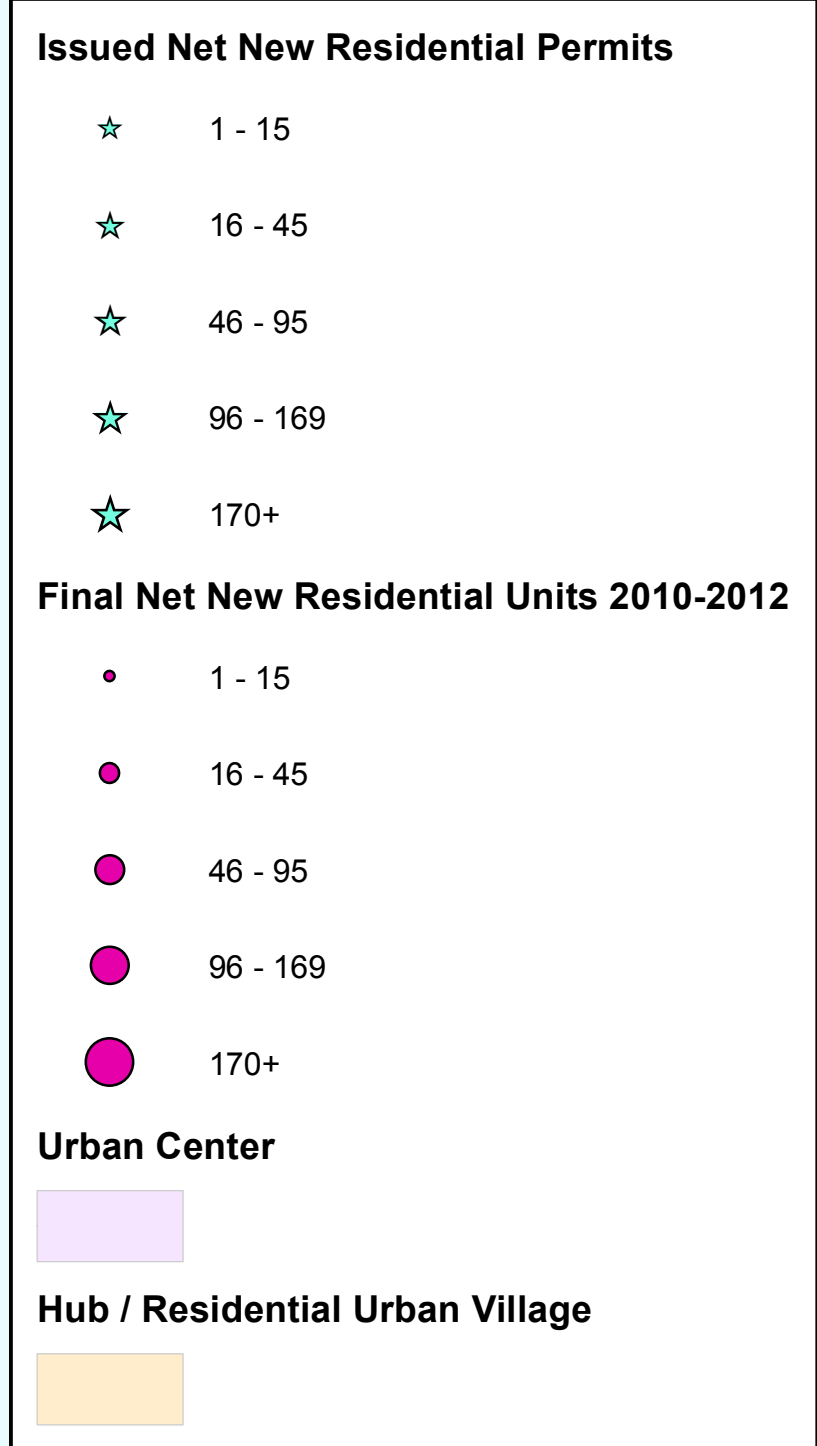 Issued Net New Residential Permits
1 - 15
16 - 45
46 - 95
96 - 169
170+
Final Net New Residential Units 2010-2012
1 - 15
16 - 45
46 - 95
96 - 169
170+
Urban Center
Hub / Residential Urban Village